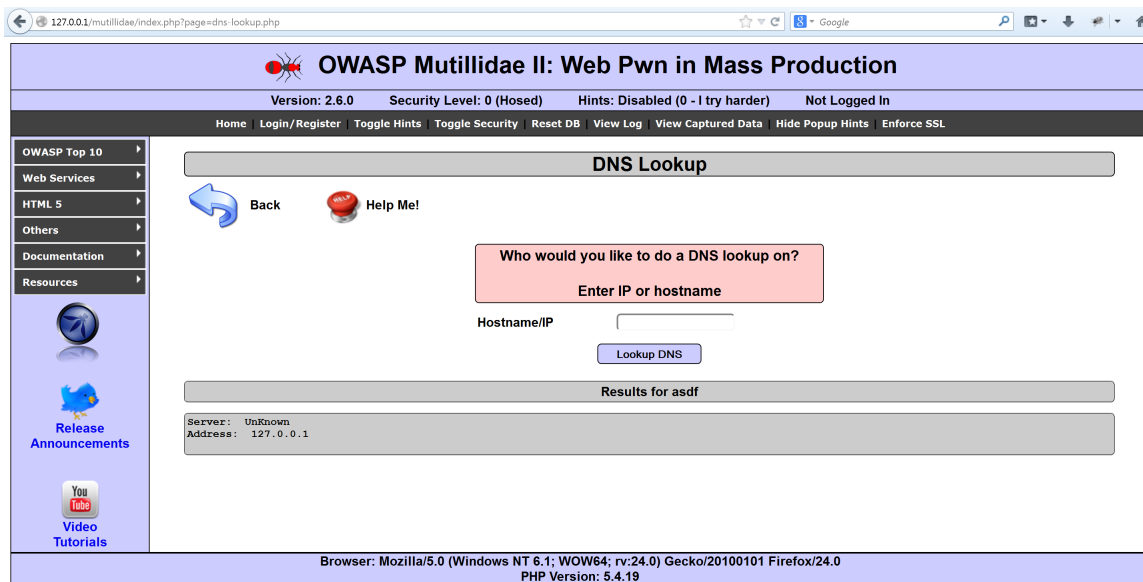 127.0.0.1/mutillidae/index.php?page=dns-lookup.php
8 Google
OWASP Mutillidae II: Web Pwn in Mass Production
Version: 2.6.0 Security Level: 0 (Hosed) Hints: Disabled (0 - I try harder) Not Logged In
Home | Login/Register | Toggle Hints | Toggle Security | Reset DB | View Log | View Captured Data | Hide Popup Hints | Enforce SSL
OWASP Top 10
Web Services
HTML 5
Others
Documentation
Resources
Release
Announcements
You
Tube
Video
Tutorials
DNS Lookup
Back
HELP
Help Me!
Who would you like to do a DNS lookup on?
Enter IP or hostname
Hostname/IP
Lookup DNS
Results for asdf
Server: UnKnown
Address: 127.0.0.1
Browser: Mozilla/5.0 (Windows NT 6.1; WOW64; rv:24.0) Gecko/20100101 Firefox/24.0
PHP Version: 5.4.19